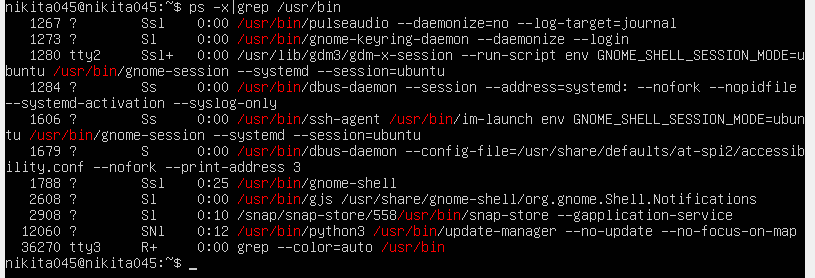 nikita045@nikita045:~$ ps -x|grep /usr/bin
1267 ? Ssl 0:00 /usr/bin/pulseaudio --daemonize=no --log-target=journal
1273 ? Sl 0:00 /usr/bin/gnome-keyring-daemon --daemonize --login
1280 tty2 Ssl+ 0:00 /usr/lib/gdm3/gdm-x-session --run-script env GNOME_SHELL_SESSION_MODE=u
buntu /usr/bin/gnome-session --systemd --session=ubuntu
1284 ? Ss 0:00 /usr/bin/dbus-daemon --session --address=systemd: --nofork --nopidfile
--systemd-activation --syslog-only
1606 ? Ss 0:00 /usr/bin/ssh-agent /usr/bin/im-launch env GNOME_SHELL_SESSION_MODE=ubun
tu /usr/bin/gnome-session --systemd --session=ubuntu
1679 ? S 0:00 /usr/bin/dbus-daemon --config-file=/usr/share/defaults/at-spi2/accessib
ility.conf --nofork --print-address 3
1788 ? Ssl 0:25 /usr/bin/gnome-shell
2608 ? Sl 0:00 /usr/bin/gjs /usr/share/gnome-shell/org.gnome.Shell.Notifications
2908 ? Sl 0:10 /snap/snap-store/558/usr/bin/snap-store --gapplication-service
12060 ? SNl 0:12 /usr/bin/python3 /usr/bin/update-manager --no-update --no-focus-on-map
36270 tty3 R+ 0:00 grep --color=auto /usr/bin
nikita045@nikita045:~$ _